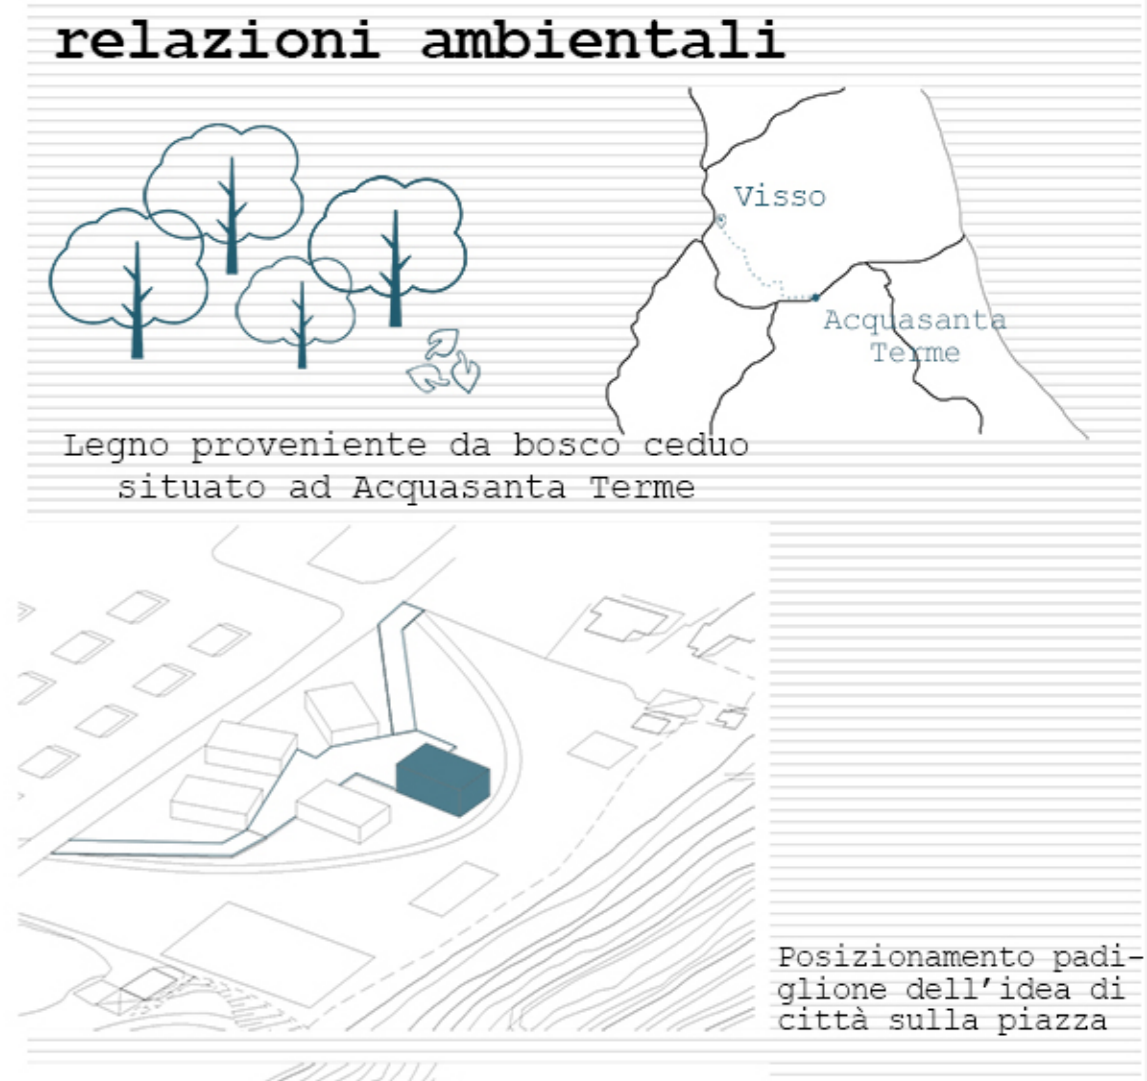 relazioni ambientali
Visso
Acquasanta
Terme
Legno proveniente da bosco ceduo
situato ad Acquasanta Terme
Posizionamento padi-
glione dell'idea di
città sulla piazza